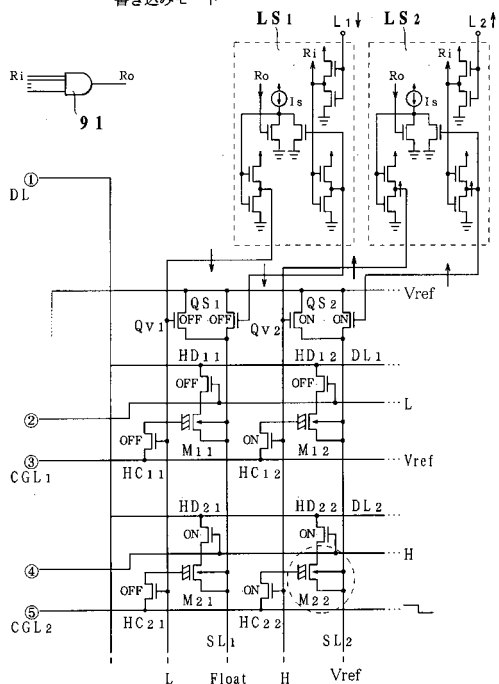 書き込みモード
LS1 L1↓ LS2 L2↑
Ri Ro
91
Ri Ri
Ro Is Ro Is
①
DL
Vref
QS1 QS2
Qv1 OFF OFF Qv2 ON ON
HD11 HD12 DL1
OFF OFF
② L
OFF M11 ON M12
③ Vref
CGL1 HC11 HC12
HD21 HD22 DL2
ON ON
④ H
OFF M21 ON M22
⑤
CGL2 HC21 HC22
SL1 SL2
L Float H Vref